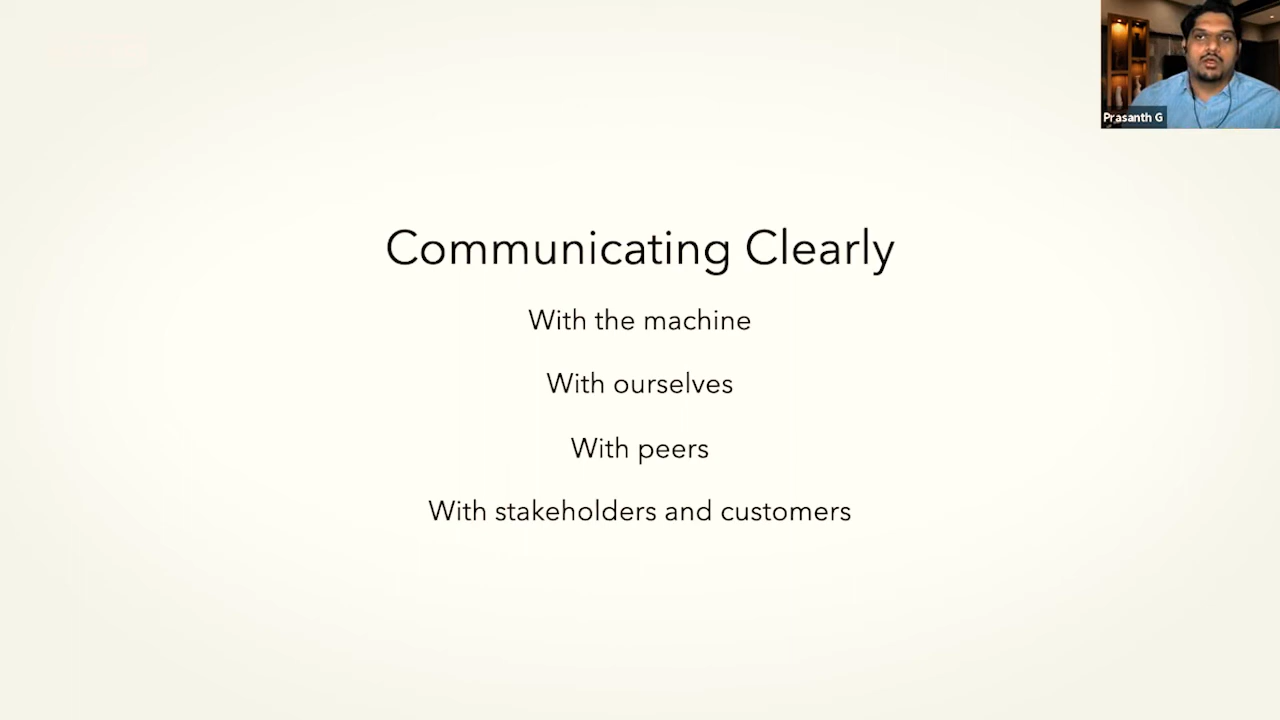 Communicating Clearly
With the machine
With ourselves
With peers
With stakeholders and customers
Prasanth G